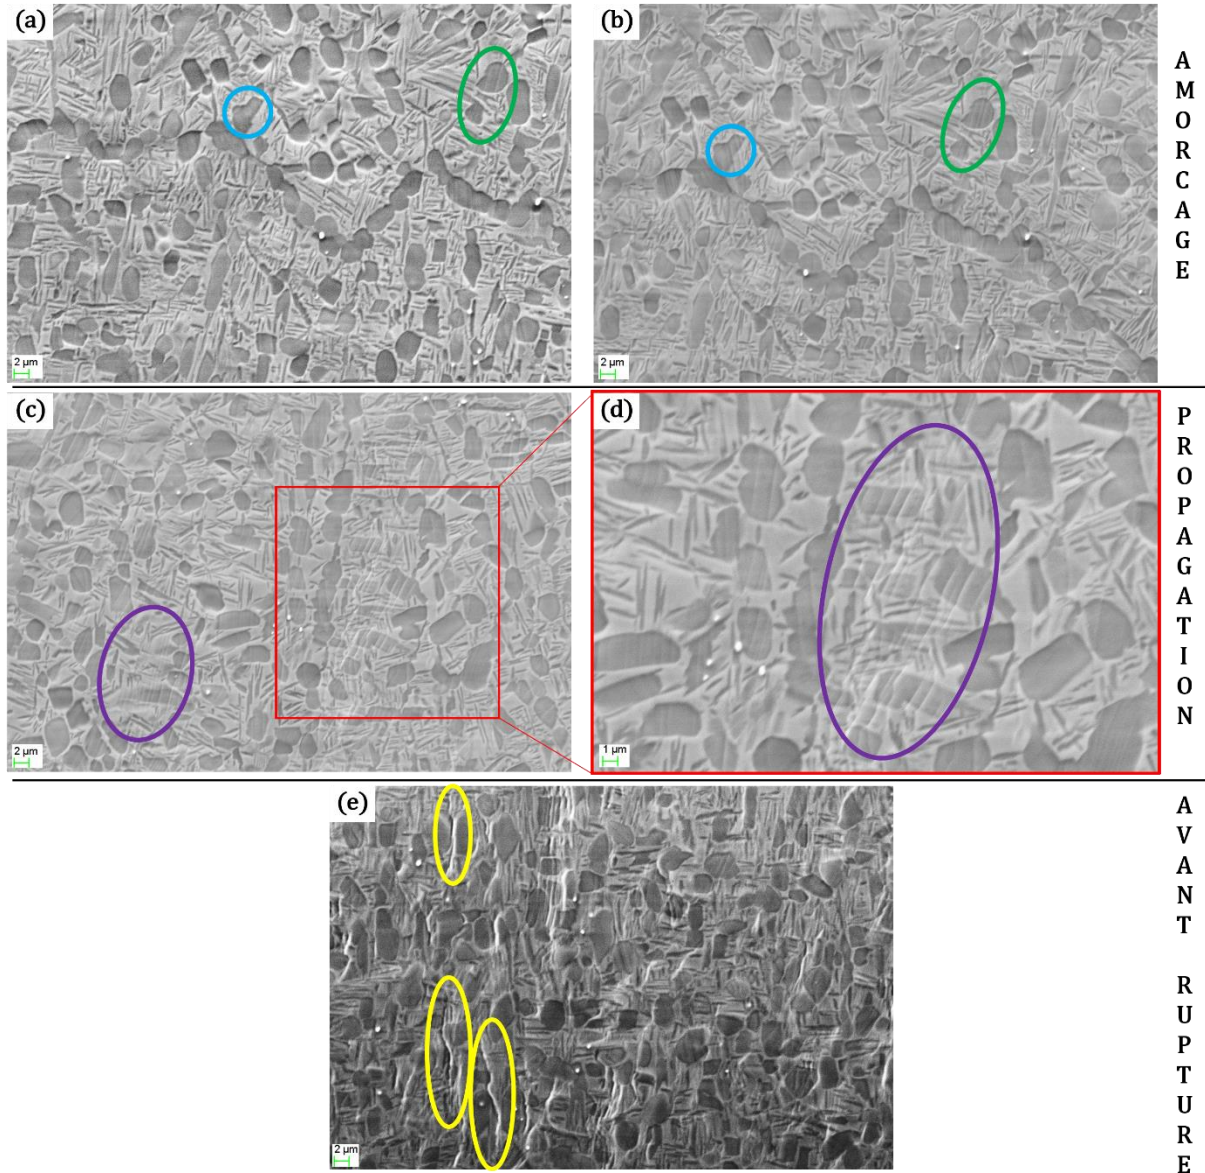 (a)
(b)
2 µm
2 µm
AMORCAGE
(c)
(d)
2 µm
1 µm
PROPAGATION
(e)
2 µm
AVANT RUPTURE